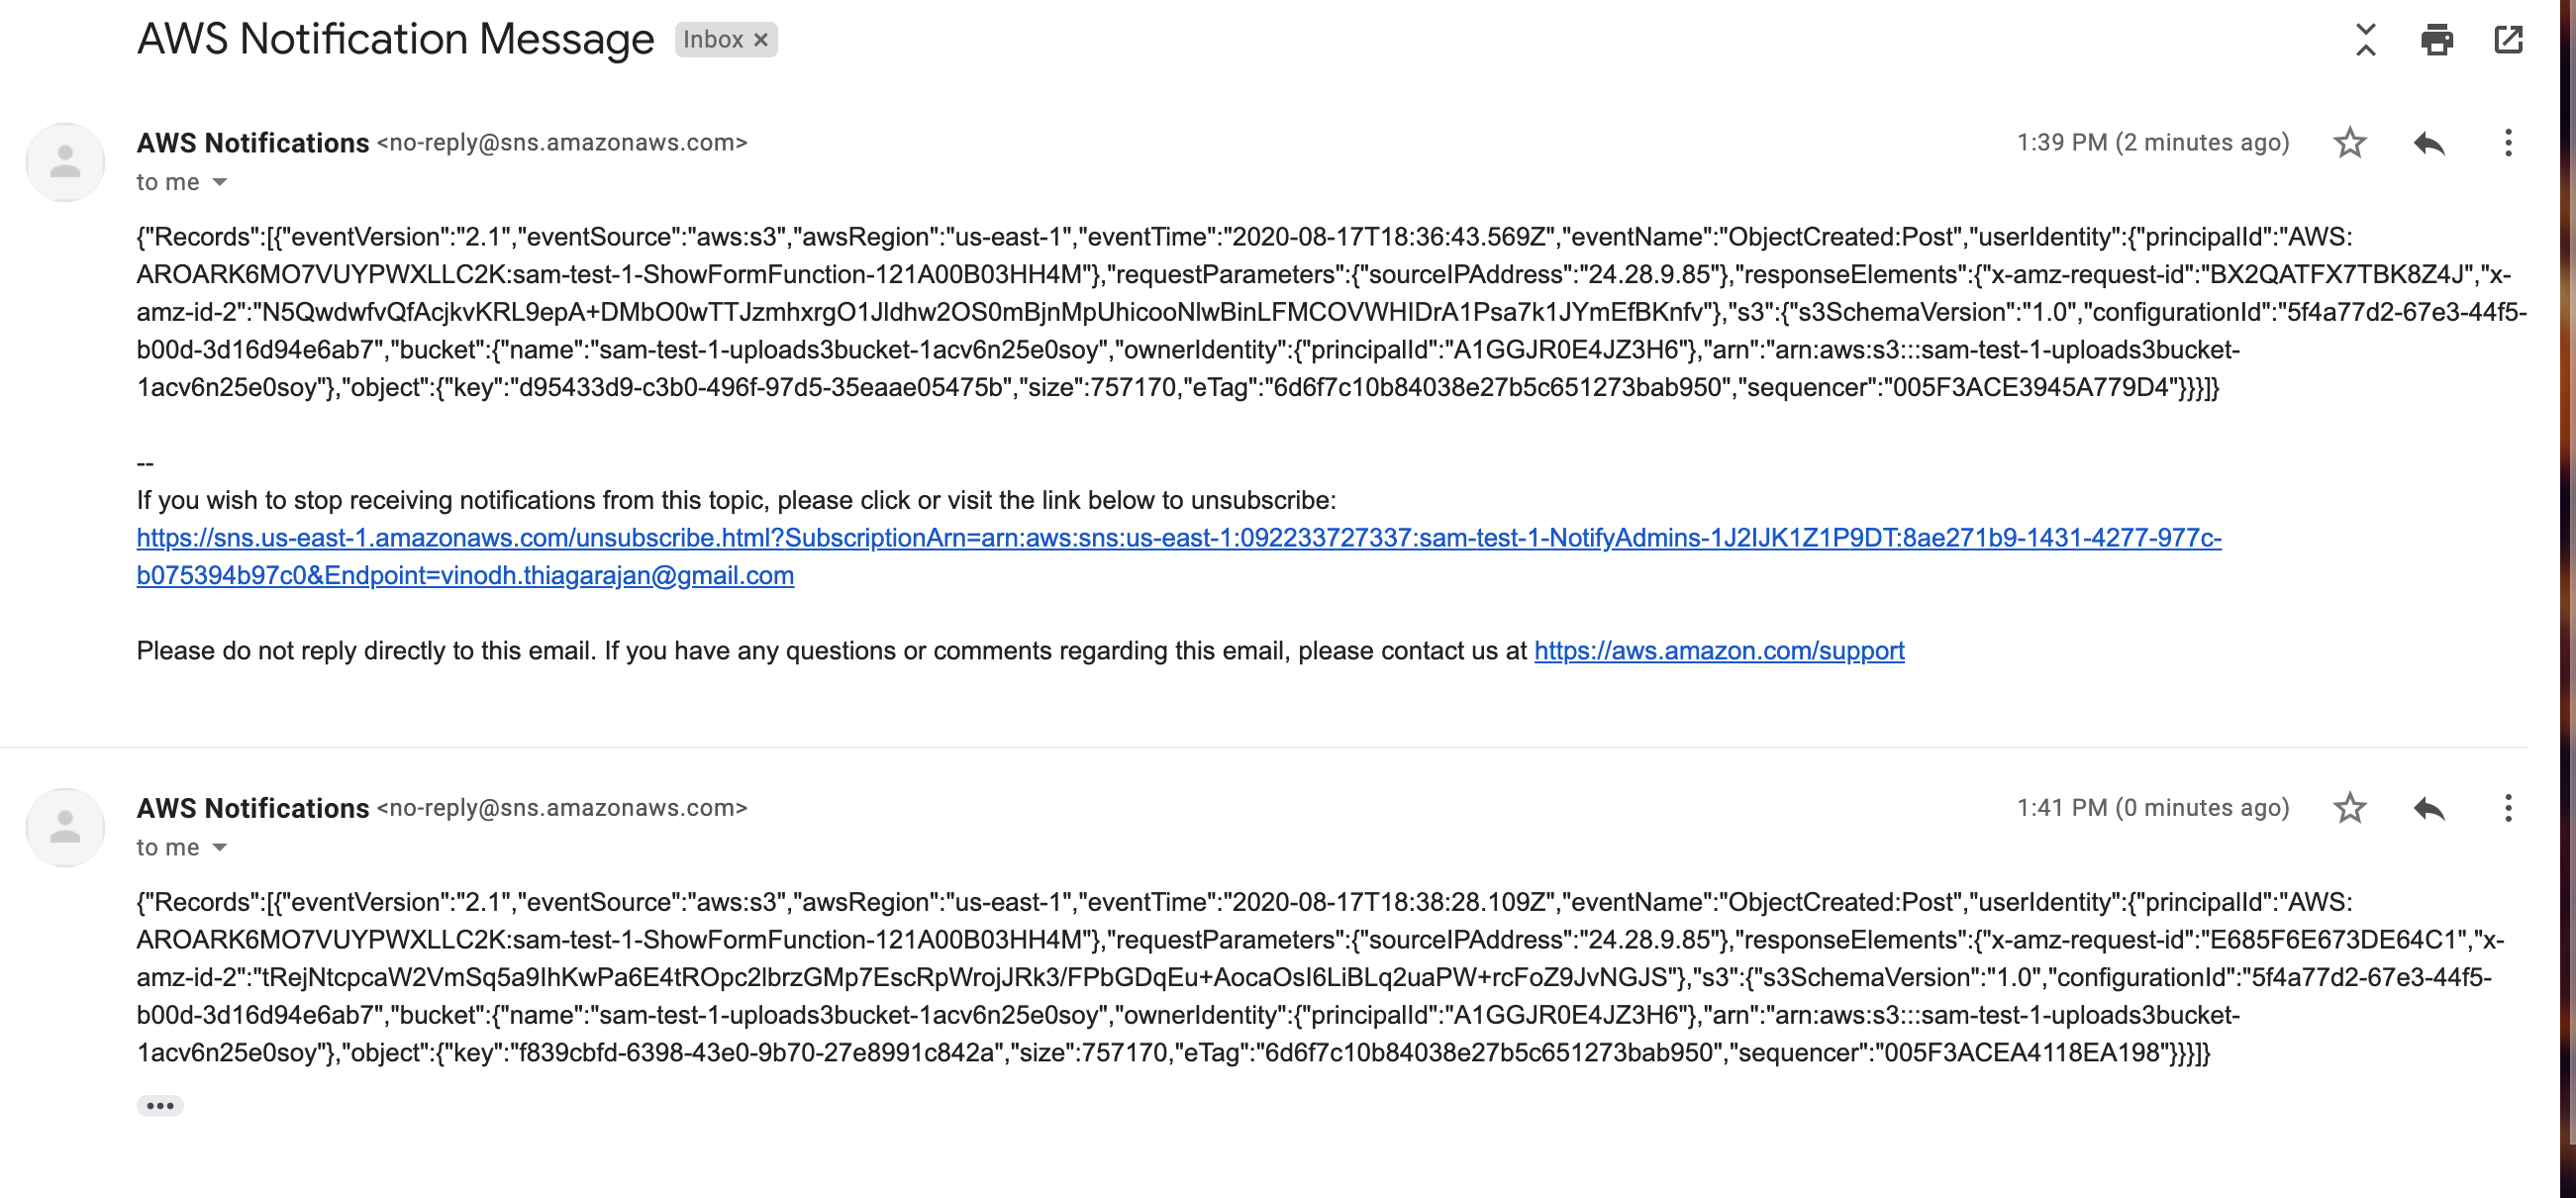 AWS Notification Message Inbox ×
AWS Notifications <no-reply@sns.amazonaws.com> 1:39 PM (2 minutes ago)
to me
{"Records":[{"eventVersion":"2.1","eventSource":"aws:s3","awsRegion":"us-east-1","eventTime":"2020-08-17T18:36:43.569Z","eventName":"ObjectCreated:Post","userIdentity":{"principalId":"AWS:
AROARK6MO7VUYPWXLLC2K:sam-test-1-ShowFormFunction-121A00B03HH4M"},"requestParameters":{"sourceIPAddress":"24.28.9.85"},"responseElements":{"x-amz-request-id":"BX2QATFX7TBK8Z4J","x-
amz-id-2":"N5QwdwfvQfAcjkvKRL9epA+DMbO0wTTJzmhxrgO1JIdhw2OS0mBjnMpUhicooNlwBinLFMCOVWHIDrA1Psa7k1JYmEfBKnfv"},"s3":{"s3SchemaVersion":"1.0","configurationId":"5f4a77d2-67e3-44f5-
b00d-3d16d94e6ab7","bucket":{"name":"sam-test-1-uploads3bucket-1acv6n25e0soy","ownerIdentity":{"principalId":"A1GGJR0E4JZ3H6"},"arn":"arn:aws:s3:::sam-test-1-uploads3bucket-
1acv6n25e0soy"},"object":{"key":"d95433d9-c3b0-496f-97d5-35eaae05475b","size":757170,"eTag":"6d6f7c10b84038e27b5c651273bab950","sequencer":"005F3ACE3945A779D4"}}}]}
--
If you wish to stop receiving notifications from this topic, please click or visit the link below to unsubscribe:
https://sns.us-east-1.amazonaws.com/unsubscribe.html?SubscriptionArn=arn:aws:sns:us-east-1:092233727337:sam-test-1-NotifyAdmins-1J2IJK1Z1P9DT:8ae271b9-1431-4277-977c-
b075394b97c0&Endpoint=vinodh.thiagarajan@gmail.com
Please do not reply directly to this email. If you have any questions or comments regarding this email, please contact us at https://aws.amazon.com/support
AWS Notifications <no-reply@sns.amazonaws.com> 1:41 PM (0 minutes ago)
to me
{"Records":[{"eventVersion":"2.1","eventSource":"aws:s3","awsRegion":"us-east-1","eventTime":"2020-08-17T18:38:28.109Z","eventName":"ObjectCreated:Post","userIdentity":{"principalId":"AWS:
AROARK6MO7VUYPWXLLC2K:sam-test-1-ShowFormFunction-121A00B03HH4M"},"requestParameters":{"sourceIPAddress":"24.28.9.85"},"responseElements":{"x-amz-request-id":"E685F6E673DE64C1","x-
amz-id-2":"tRejNtcpcaW2VmSq5a9IhKwPa6E4tROpc2lbrzGMp7EscRpWrojJRk3/FPbGDqEu+AocaOsI6LiBLq2uaPW+rcFoZ9JvNGJS"},"s3":{"s3SchemaVersion":"1.0","configurationId":"5f4a77d2-67e3-44f5-
b00d-3d16d94e6ab7","bucket":{"name":"sam-test-1-uploads3bucket-1acv6n25e0soy","ownerIdentity":{"principalId":"A1GGJR0E4JZ3H6"},"arn":"arn:aws:s3:::sam-test-1-uploads3bucket-
1acv6n25e0soy"},"object":{"key":"f839cbfd-6398-43e0-9b70-27e8991c842a","size":757170,"eTag":"6d6f7c10b84038e27b5c651273bab950","sequencer":"005F3ACEA4118EA198"}}}]}